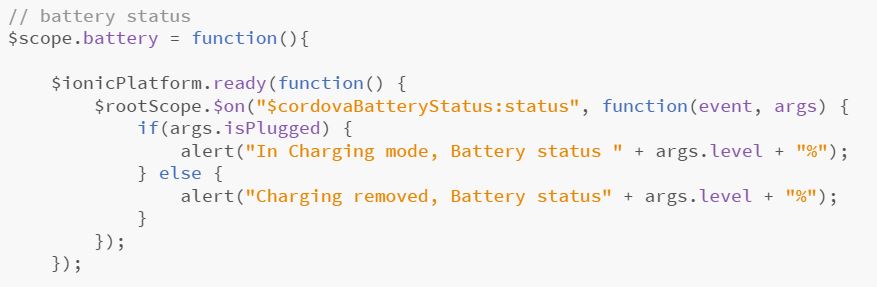 // battery status
$scope.battery = function(){
$ionicPlatform.ready(function() {
$rootScope.$on("$cordovaBatteryStatus:status", function(event, args) {
if(args.isPlugged) {
alert("In Charging mode, Battery status " + args.level + "%");
} else {
alert("Charging removed, Battery status" + args.level + "%");
}
});
});